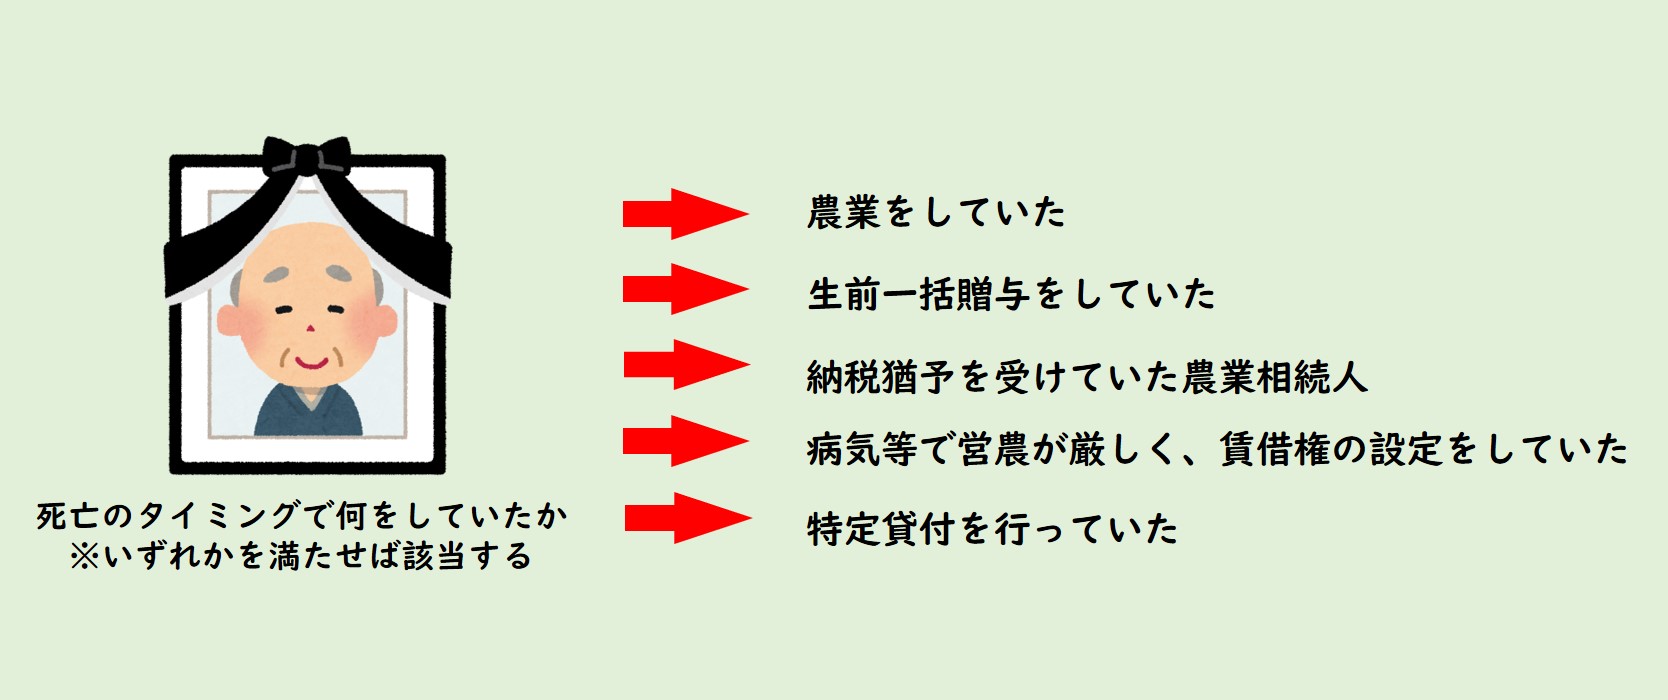 農業をしていた
生前一括贈与をしていた
納税猶予を受けていた農業相続人
病気等で営農が厳しく、賃借権の設定をしていた
特定貸付を行っていた
死亡のタイミングで何をしていたか
※いずれかを満たせば該当する